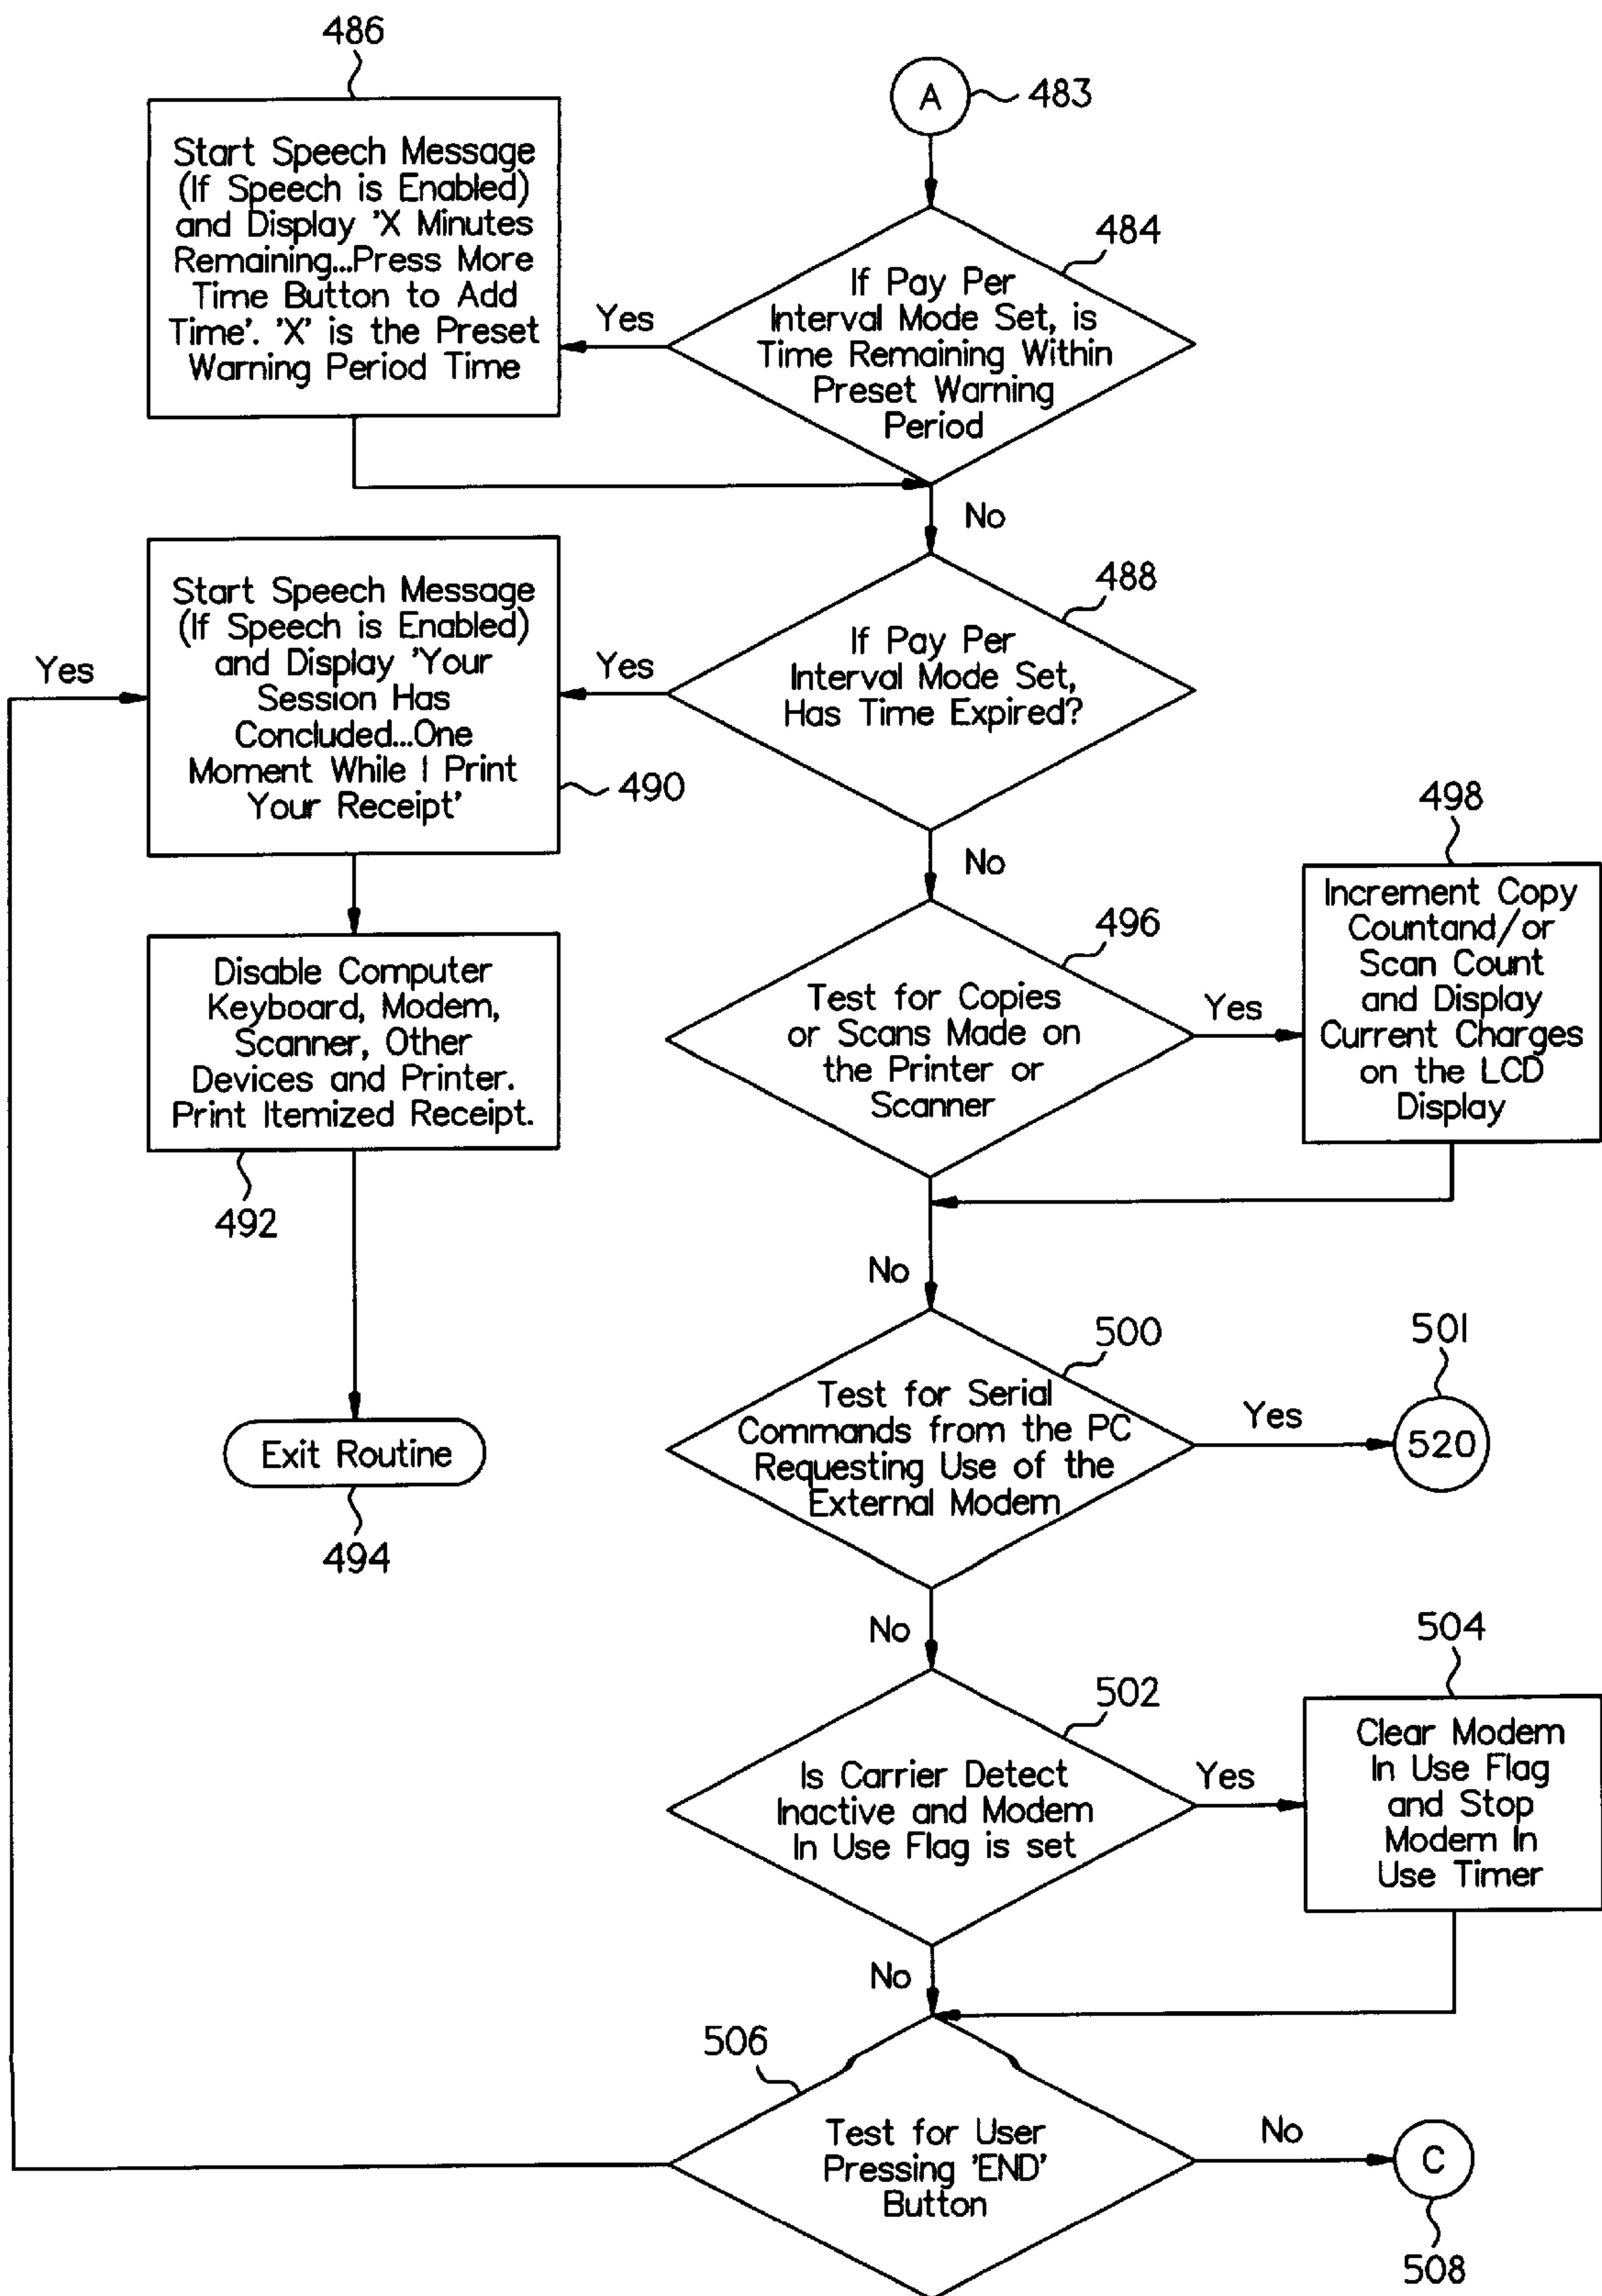 486
A
483
Start Speech Message
(If Speech is Enabled)
and Display 'X Minutes
Remaining...Press More
Time Button to Add
Time'. 'X' is the Preset
Warning Period Time
484
If Pay Per
Interval Mode Set, is
Time Remaining Within
Preset Warning
Period
Yes
No
488
If Pay Per
Interval Mode Set,
Has Time Expired?
Yes
Yes
Start Speech Message
(If Speech is Enabled)
and Display 'Your
Session Has
Concluded...One
Moment While I Print
Your Receipt'
490
No
498
Increment Copy
Countand/or
Scan Count
and Display
Current Charges
on the LCD
Display
496
Test for Copies
or Scans Made on
the Printer or
Scanner
Yes
Disable Computer
Keyboard, Modem,
Scanner, Other
Devices and Printer.
Print Itemized Receipt.
492
No
500
Test for Serial
Commands from the PC
Requesting Use of the
External Modem
Yes
501
520
Exit Routine
494
No
502
Is Carrier Detect
Inactive and Modem
In Use Flag is set
Yes
504
Clear Modem
In Use Flag
and Stop
Modem In
Use Timer
No
506
Test for User
Pressing 'END'
Button
No
C
508